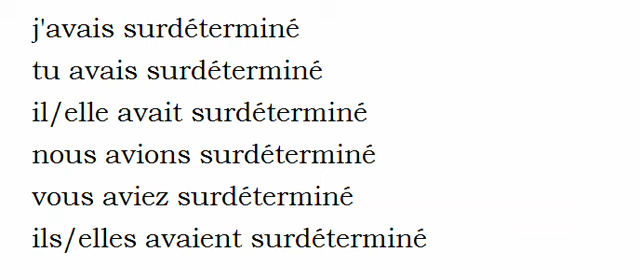 j'avais surdéterminé
tu avais surdéterminé
il/elle avait surdéterminé
nous avions surdéterminé
vous aviez surdéterminé
ils/elles avaient surdéterminé